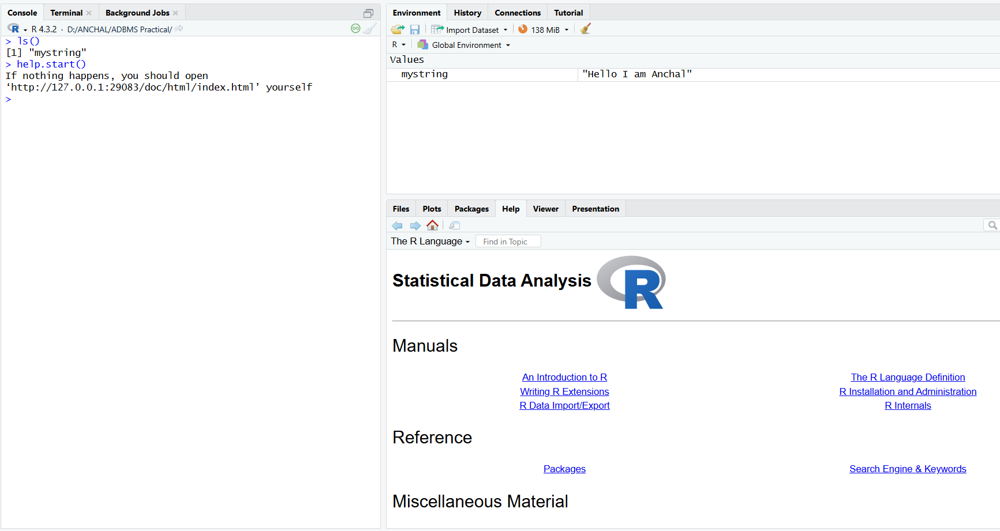 Console Terminal Background Jobs
R 4.3.2 · D:/ANCHAL/ADBMS Practical/
> ls()
[1] "mystring"
> help.start()
If nothing happens, you should open
‘http://127.0.0.1:29083/doc/html/index.html’ yourself
>
Environment History Connections Tutorial
Import Dataset 138 MiB
R Global Environment
Values
mystring "Hello I am Anchal"
Files Plots Packages Help Viewer Presentation
The R Language Find in Topic
Statistical Data Analysis R
Manuals
An Introduction to R The R Language Definition
Writing R Extensions R Installation and Administration
R Data Import/Export R Internals
Reference
Packages Search Engine & Keywords
Miscellaneous Material